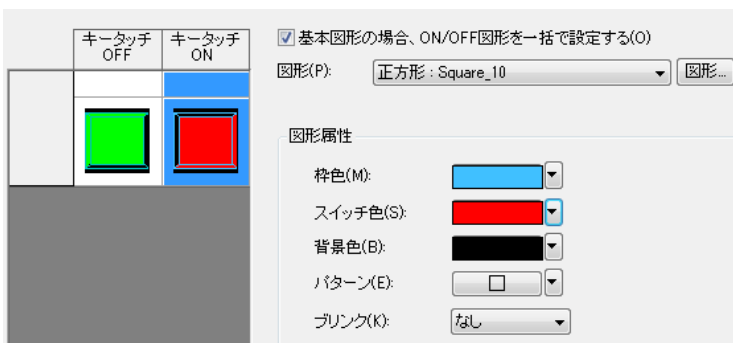 キータッチ OFF
キータッチ ON
基本図形の場合、ON/OFF図形を一括で設定する(O)
図形(P): 正方形 : Square_10 図形...
図形属性
枠色(M):
スイッチ色(S):
背景色(B):
パターン(E):
ブリンク(K): なし